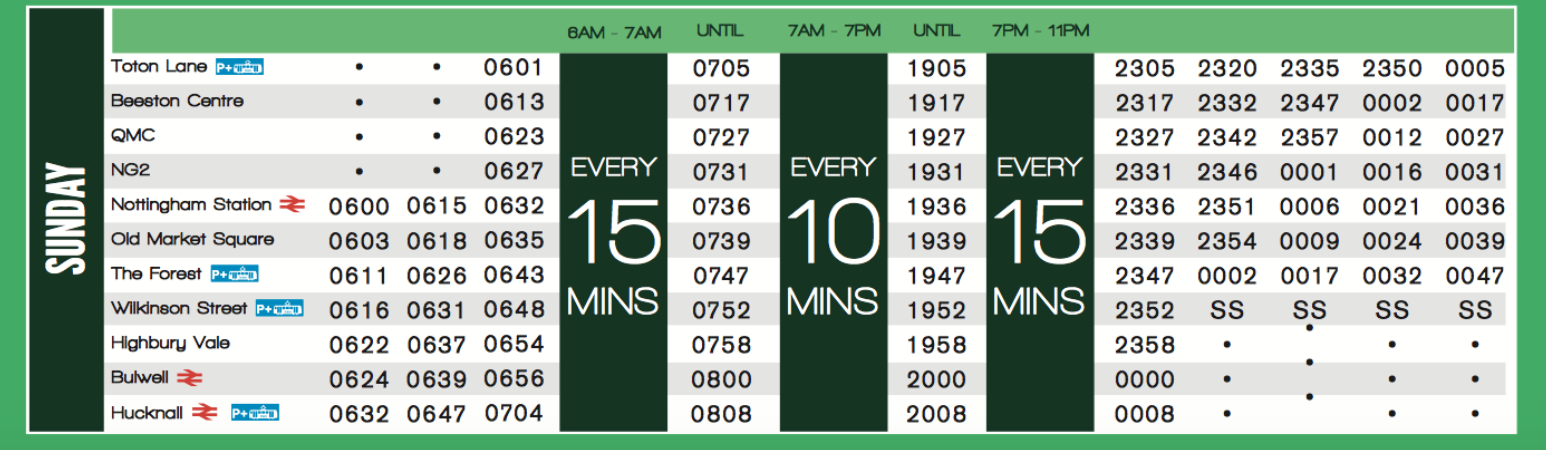 6AM - 7AM UNTIL 7AM - 7PM UNTIL 7PM - 11PM
SUNDAY
Toton Lane P+ • • 0601 0705 1905 2305 2320 2335 2350 0005
Beeston Centre • • 0613 0717 1917 2317 2332 2347 0002 0017
QMC • • 0623 0727 1927 2327 2342 2357 0012 0027
NG2 • • 0627 0731 1931 2331 2346 0001 0016 0031
Nottingham Station 0600 0615 0632 0736 1936 2336 2351 0006 0021 0036
Old Market Square 0603 0618 0635 0739 1939 2339 2354 0009 0024 0039
The Forest P+ 0611 0626 0643 0747 1947 2347 0002 0017 0032 0047
Wilkinson Street P+ 0616 0631 0648 0752 1952 2352 SS SS SS SS
Highbury Vale 0622 0637 0654 0758 1958 2358 • • • •
Bulwell 0624 0639 0656 0800 2000 0000 • • • •
Hucknall P+ 0632 0647 0704 0808 2008 0008 • • • •
EVERY
15
MINS
EVERY
10
MINS
EVERY
15
MINS